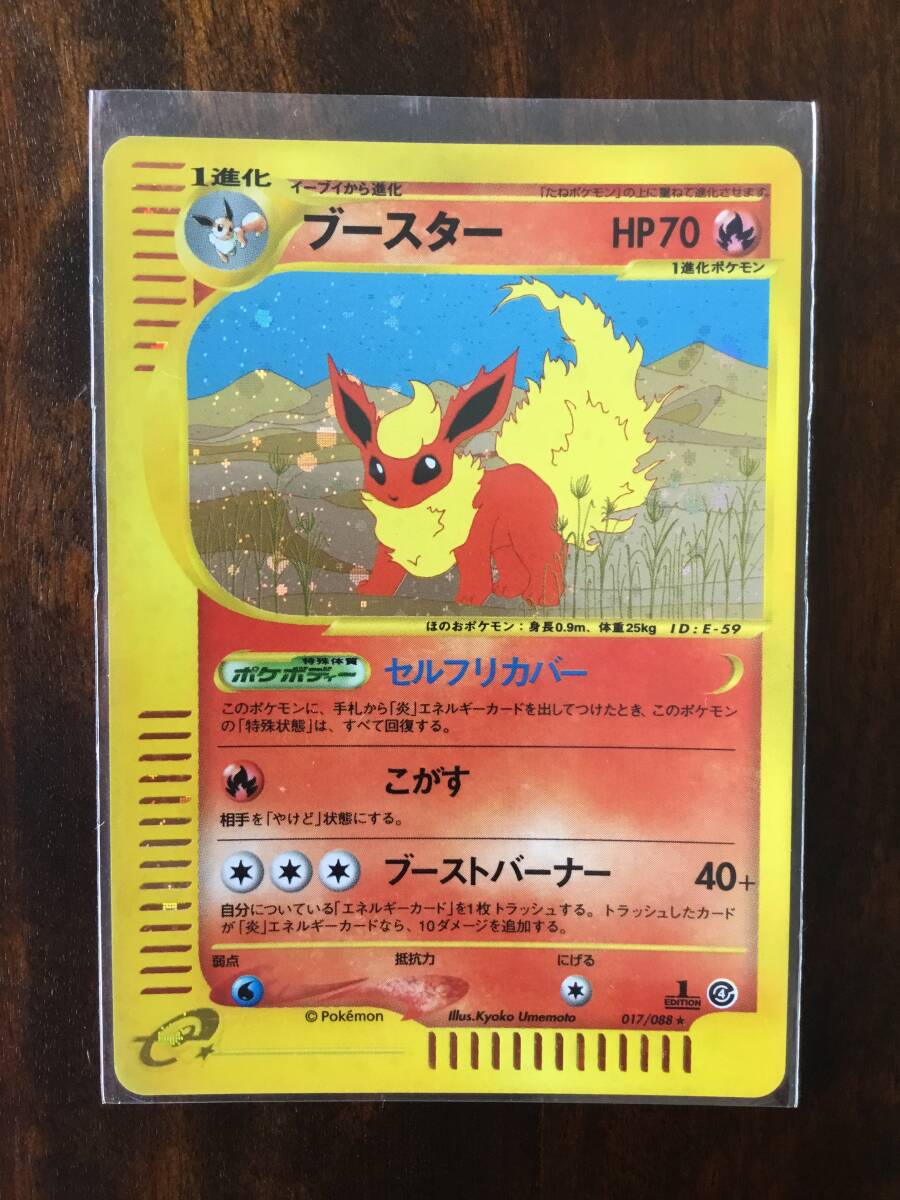 1進化
イーブイから進化
「たねポケモン」の上に重ねて進化させます。
ブースター
HP70
1進化ポケモン
ほのおポケモン：身長0.9m、体重25kg ID:E-59
特殊体質
ポケボディー
セルフリカバー
このポケモンに、手札から「炎」エネルギーカードを出してつけたとき、このポケモン
の「特殊状態」は、すべて回復する。
こがす
相手を「やけど」状態にする。
ブーストバーナー
40+
自分についている「エネルギーカード」を1枚トラッシュする。トラッシュしたカード
が「炎」エネルギーカードなら、10ダメージを追加する。
弱点 抵抗力 にげる
1
EDITION
4
©Pokémon
Illus.Kyoko Umemoto
017/088★
e